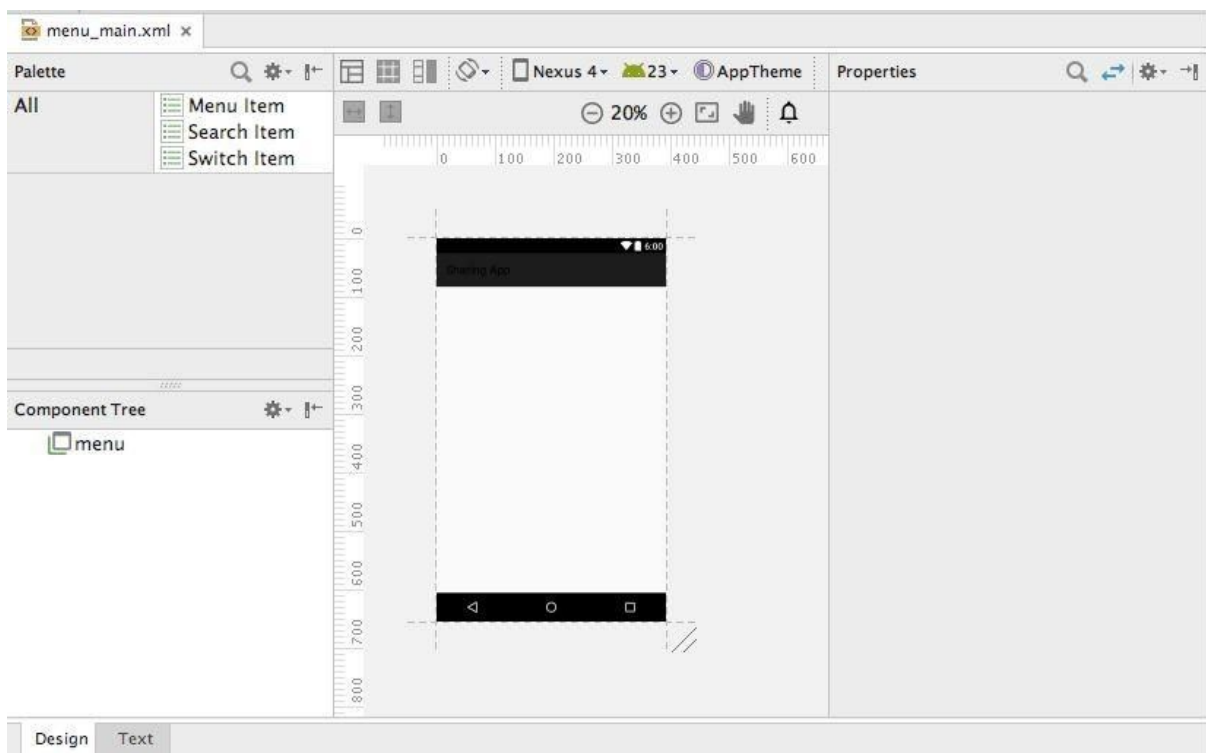 menu_main.xml
Palette
All
Menu Item
Search Item
Switch Item
Nexus 4
23
AppTheme
20%
0 100 200 300 400 500 600
0
100
200
300
400
500
600
700
800
6:00
Sharing App
Component Tree
menu
Properties
Design Text